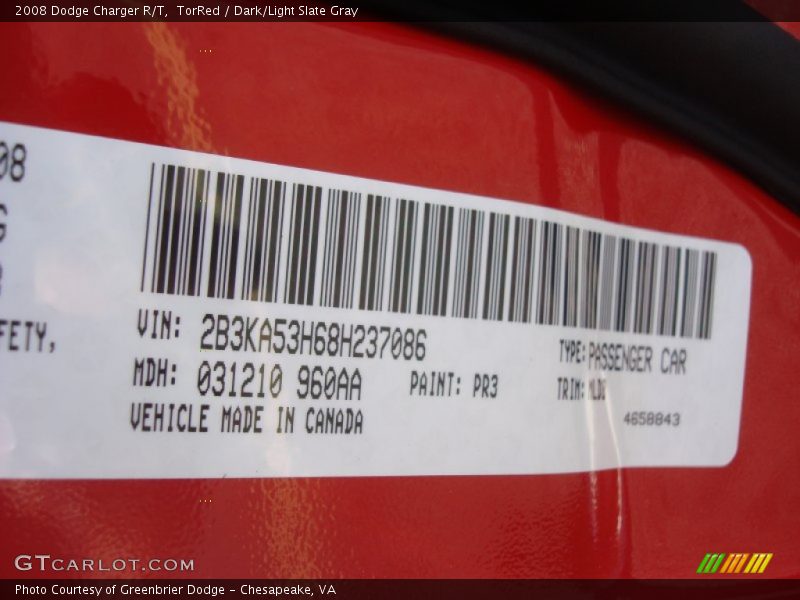 2008 Dodge Charger R/T, TorRed / Dark/Light Slate Gray
08
FETY,
VIN: 2B3KA53H68H237086
TYPE: PASSENGER CAR
MDH: 031210 960AA
PAINT: PR3
TRIM:
VEHICLE MADE IN CANADA
4658843
GTCARLOT.COM
Photo Courtesy of Greenbrier Dodge - Chesapeake, VA